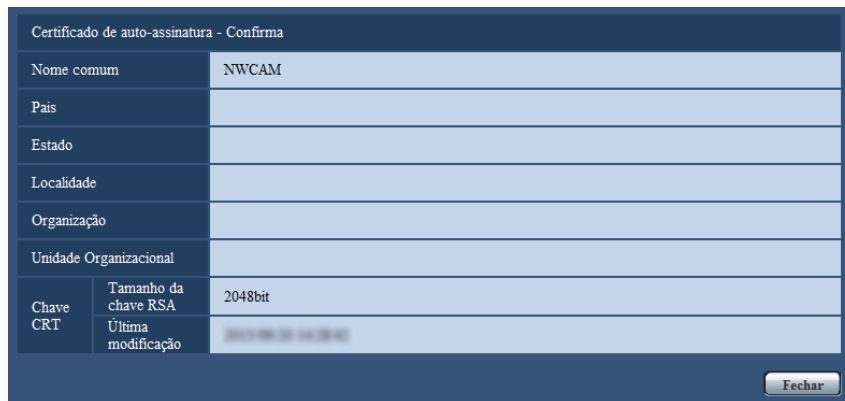 Certificado de auto-assinatura - Confirma
Nome comum NWCAM
Pais
Estado
Localidade
Organização
Unidade Organizacional
Chave CRT
Tamanho da chave RSA 2048bit
Última modificação
Fechar